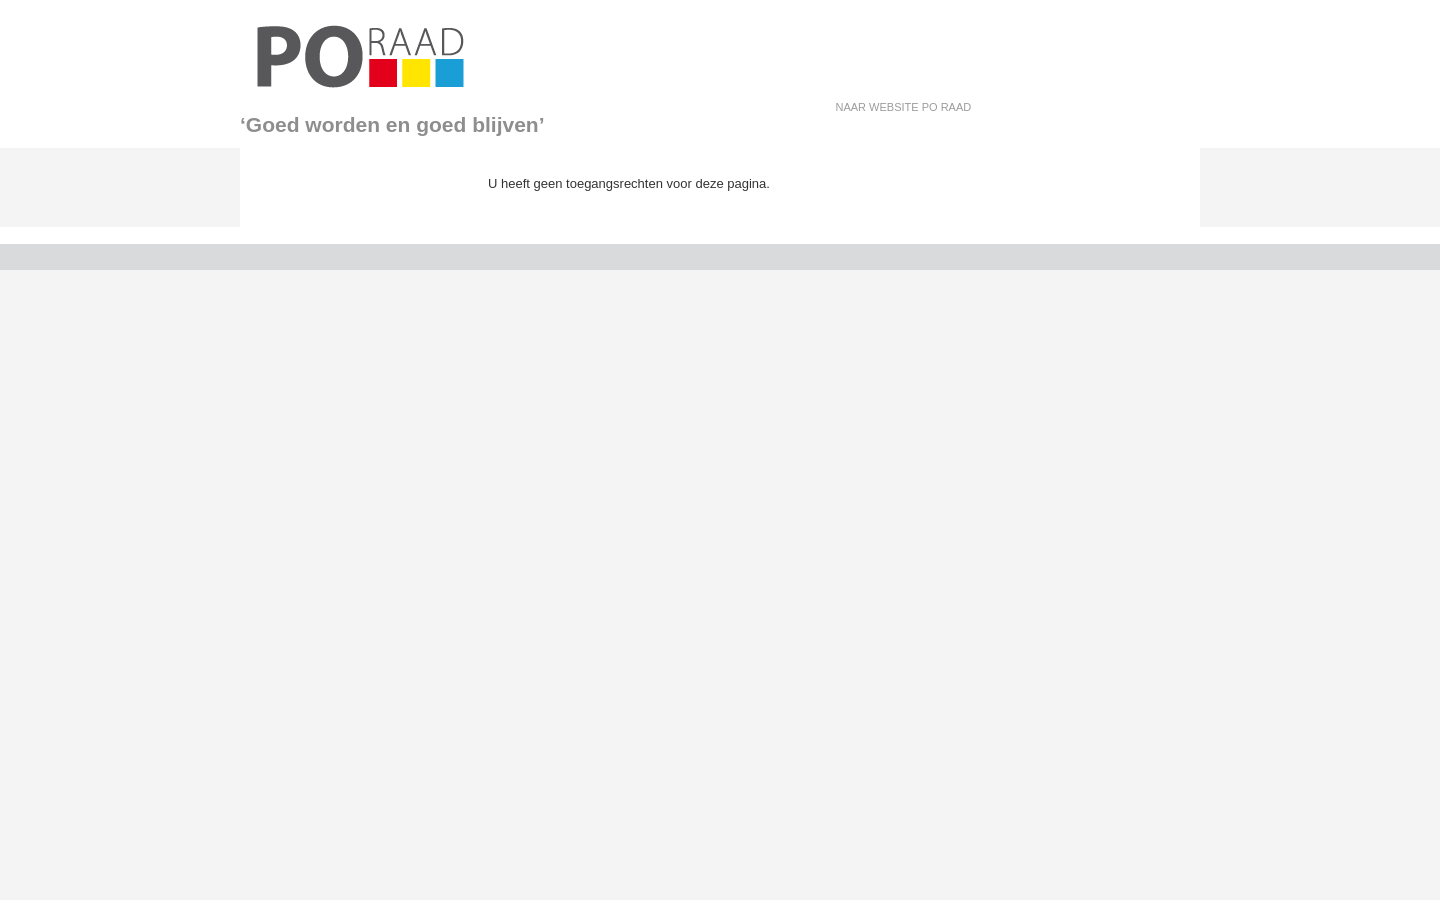 PO RAAD
NAAR WEBSITE PO RAAD
‘Goed worden en goed blijven’
U heeft geen toegangsrechten voor deze pagina.